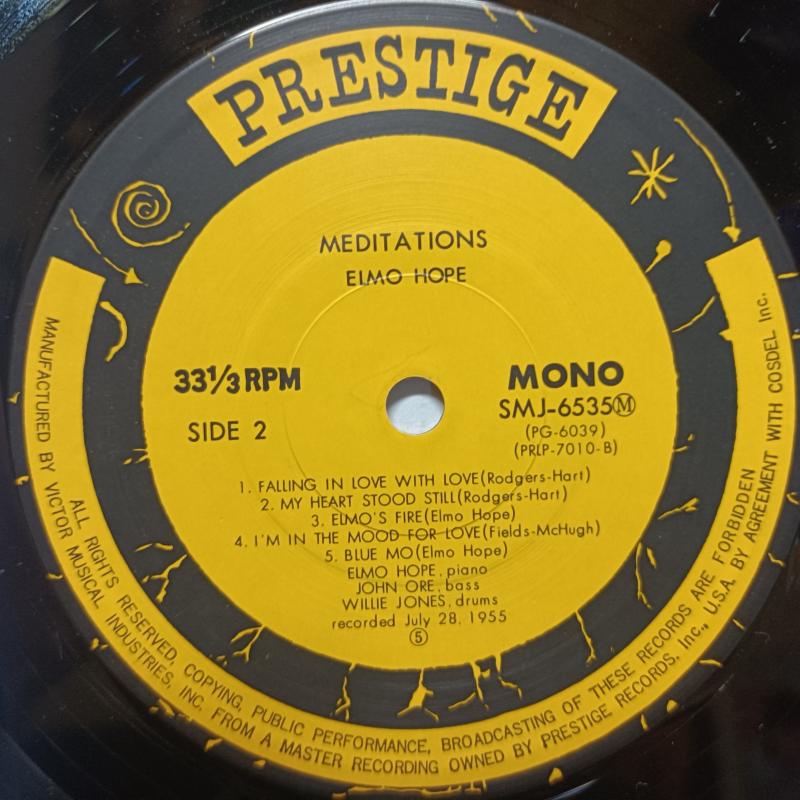 PRESTIGE
MEDITATIONS
ELMO HOPE
33⅓ RPM
MONO
SMJ-6535Ⓜ
SIDE 2
(PG-6039)
(PRLP-7010-B)
1. FALLING IN LOVE WITH LOVE(Rodgers-Hart)
2. MY HEART STOOD STILL(Rodgers-Hart)
3. ELMO'S FIRE(Elmo Hope)
4. I'M IN THE MOOD FOR LOVE(Fields-McHugh)
5. BLUE MO(Elmo Hope)
ELMO HOPE, piano
JOHN ORE, bass
WILLIE JONES, drums
recorded July 28, 1955
⑤
ALL RIGHTS RESERVED, COPYING, PUBLIC PERFORMANCE, BROADCASTING OF THESE RECORDS ARE FORBIDDEN
MANUFACTURED BY VICTOR MUSICAL INDUSTRIES, INC. FROM A MASTER RECORDING OWNED BY PRESTIGE RECORDS. Inc., U.S.A. BY AGREEMENT WITH COSDEL Inc.